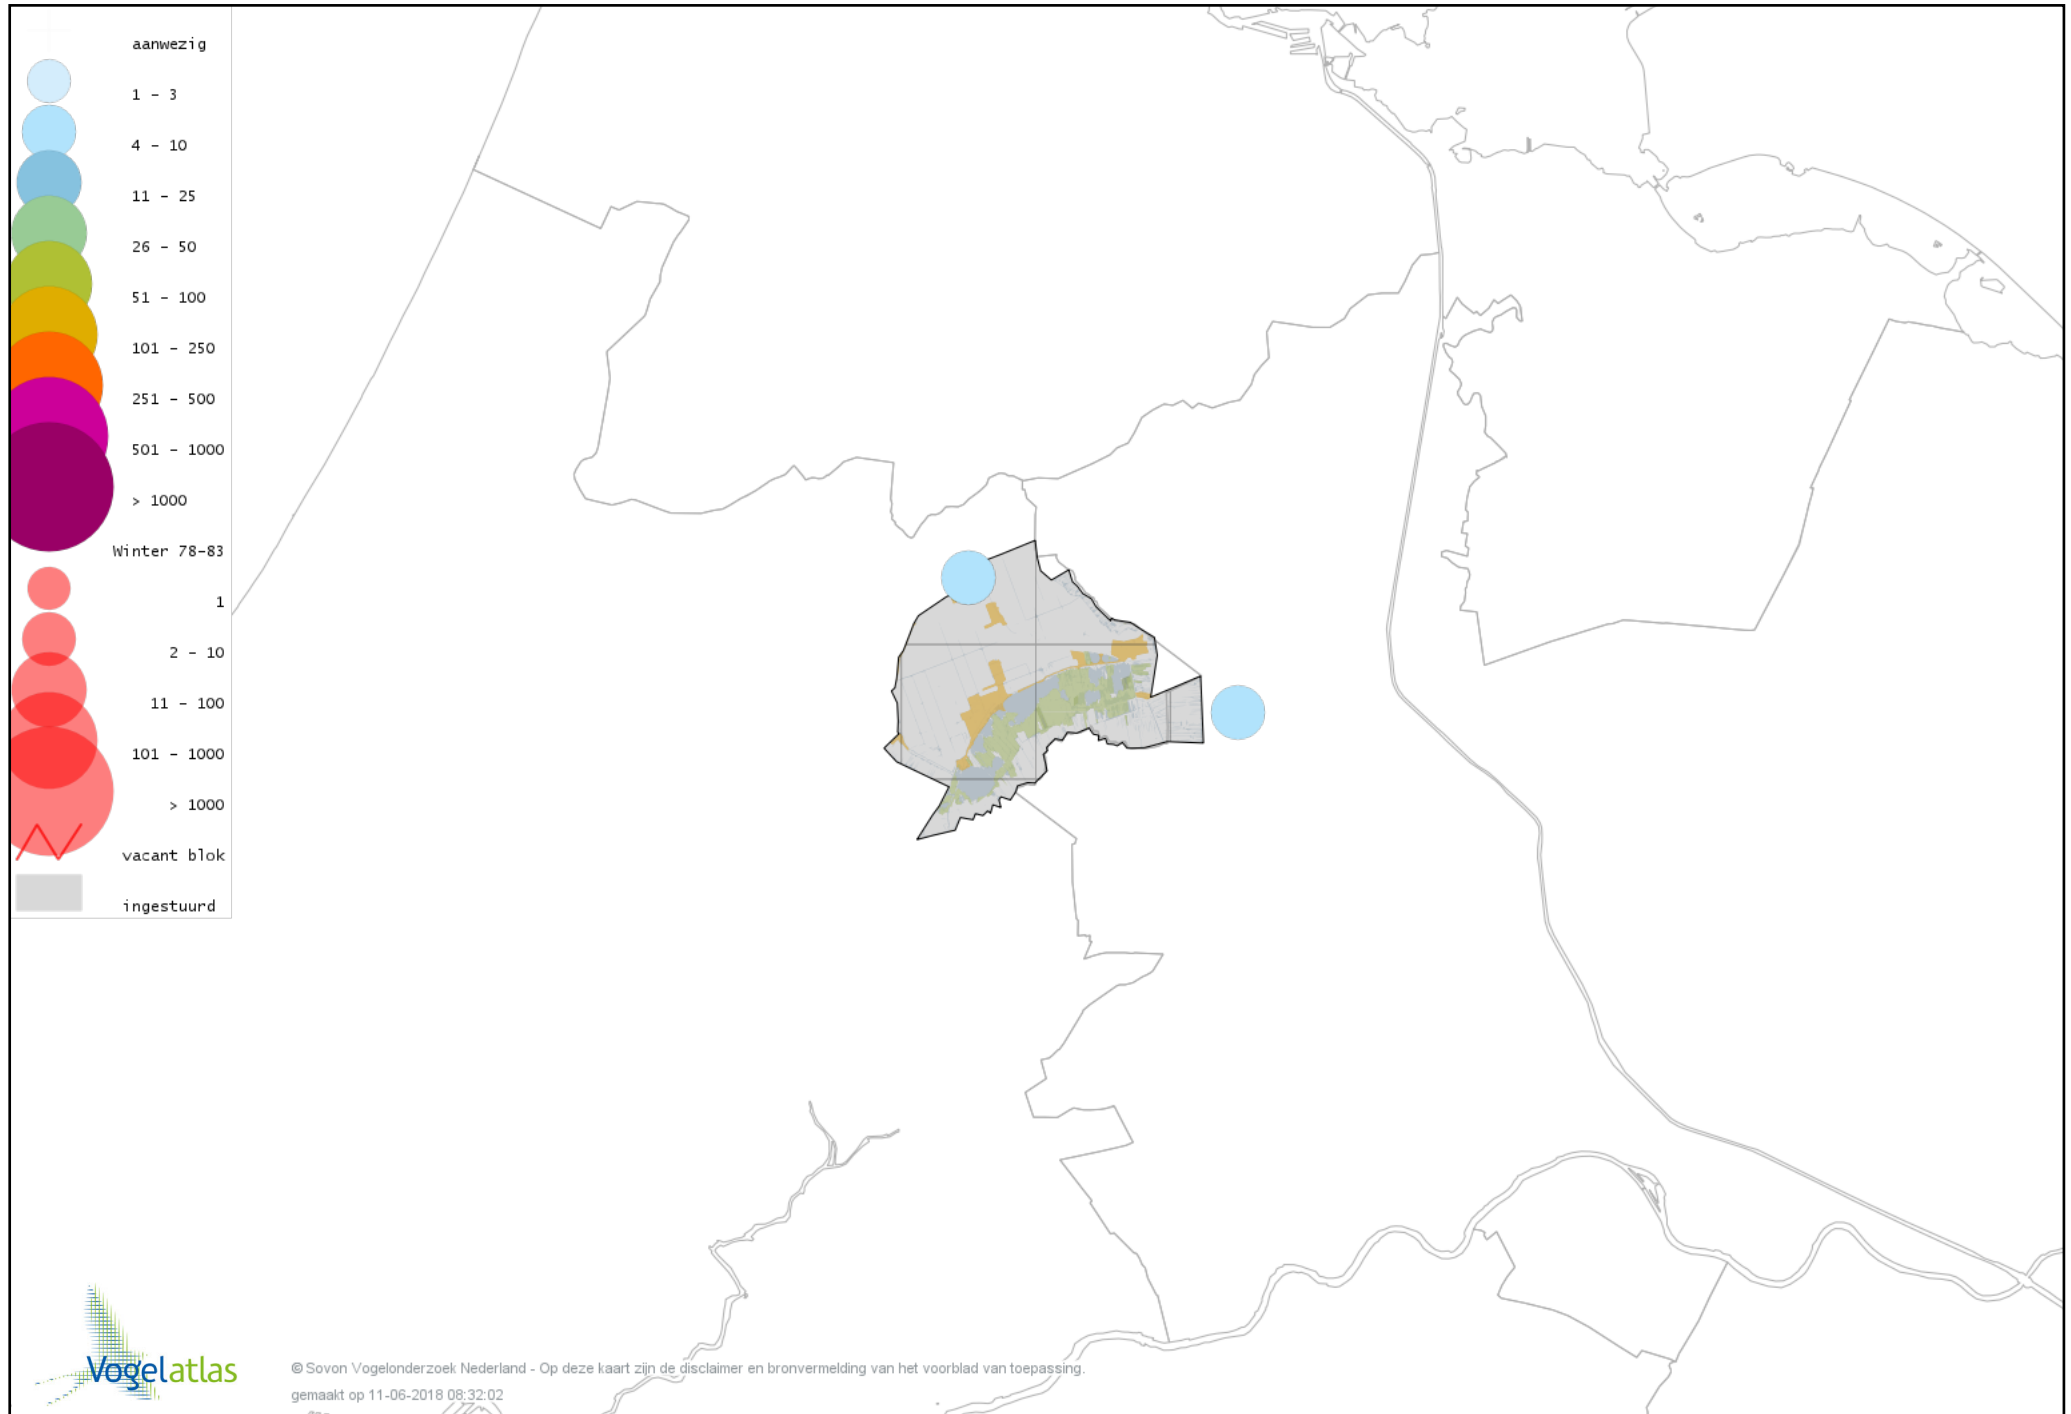 aanwezig
1 - 3
4 - 10
11 - 25
26 - 50
51 - 100
101 - 250
251 - 500
501 - 1000
> 1000
Winter 78-83
1
2 - 10
11 - 100
101 - 1000
> 1000
vacant blok
ingestuurd
Vogelatlas
© Sovon Vogelonderzoek Nederland - Op deze kaart zijn de disclaimer en bronvermelding van het voorblad van toepassing.
gemaakt op 11-06-2018 08:32:02